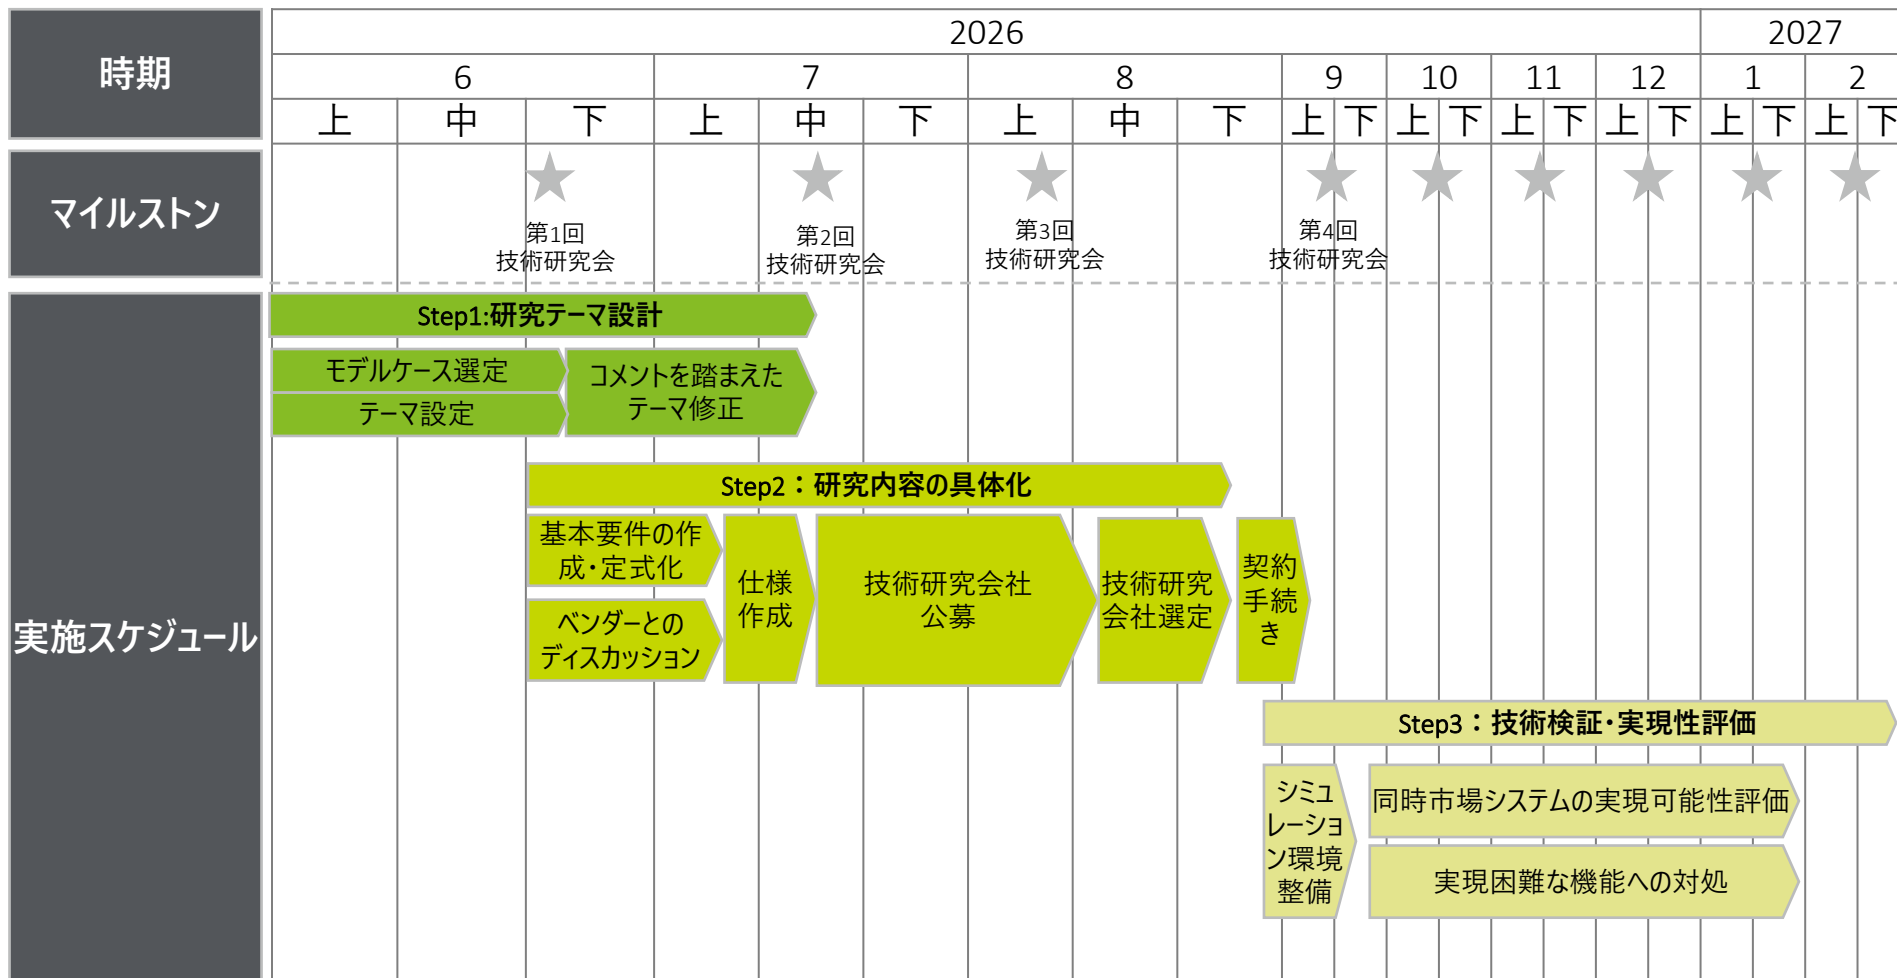 時期
2026
2027
6
7
8
9
10
11
12
1
2
上
中
下
上
中
下
上
中
下
上
下
上
下
上
下
上
下
上
下
上
下
マイルストン
第1回
技術研究会
第2回
技術研究会
第3回
技術研究会
第4回
技術研究会
実施スケジュール
Step1:研究テーマ設計
モデルケース選定
テーマ設定
コメントを踏まえた
テーマ修正
Step2：研究内容の具体化
基本要件の作
成・定式化
ベンダーとの
ディスカッション
仕様
作成
技術研究会社
公募
技術研究
会社選定
契約
手続
き
Step3：技術検証・実現性評価
シミュ
レーショ
ン環境
整備
同時市場システムの実現可能性評価
実現困難な機能への対処